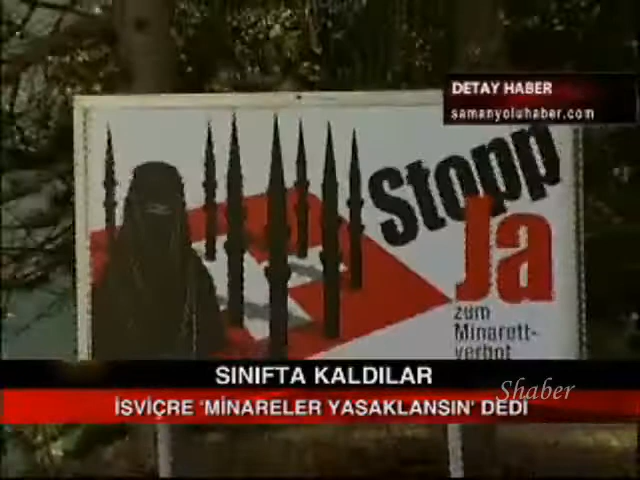 DETAY HABER
samanyoluhaber.com
Stopp
Ja
zum
Minarett-
verbot
SINIFTA KALDILAR
Shaber
İSVİÇRE 'MİNARELER YASAKLANSIN' DEDİ